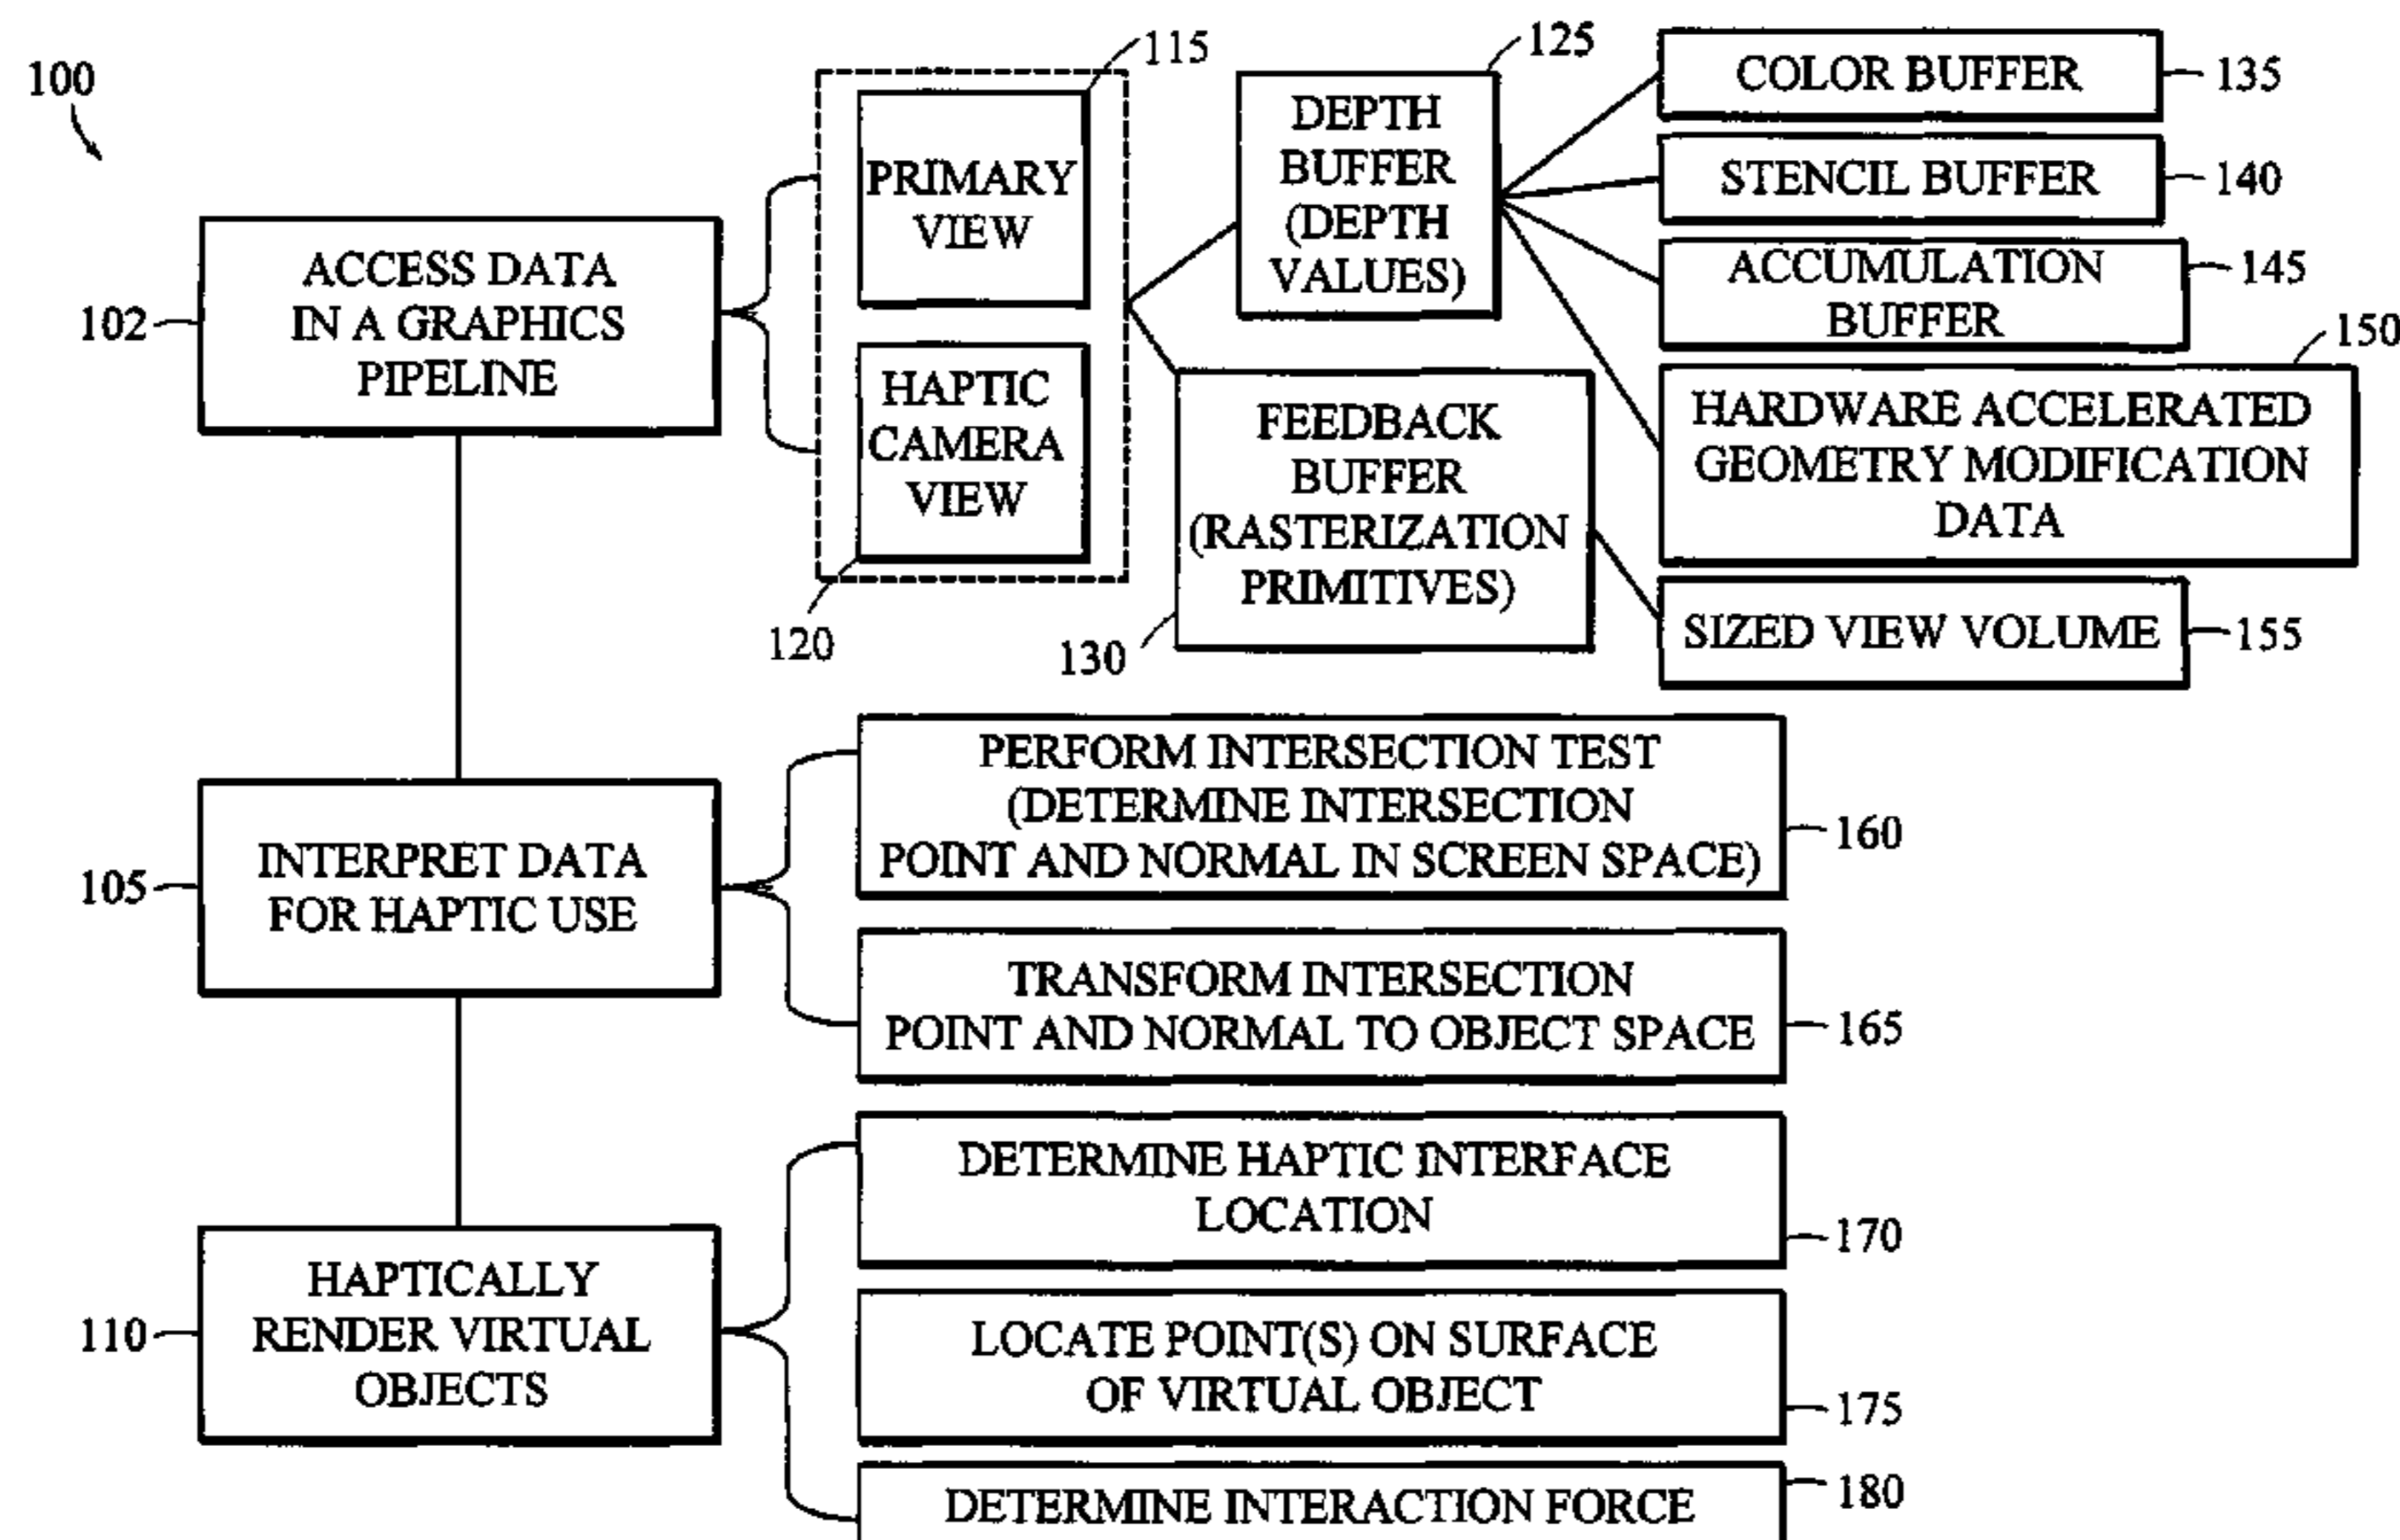 100
102
ACCESS DATA
IN A GRAPHICS
PIPELINE
115
PRIMARY
VIEW
HAPTIC
CAMERA
VIEW
120
125
DEPTH
BUFFER
(DEPTH
VALUES)
FEEDBACK
BUFFER
(RASTERIZATION
PRIMITIVES)
130
COLOR BUFFER
135
STENCIL BUFFER
140
ACCUMULATION
BUFFER
145
150
HARDWARE ACCELERATED
GEOMETRY MODIFICATION
DATA
SIZED VIEW VOLUME
155
105
INTERPRET DATA
FOR HAPTIC USE
PERFORM INTERSECTION TEST
(DETERMINE INTERSECTION
POINT AND NORMAL IN SCREEN SPACE)
160
TRANSFORM INTERSECTION
POINT AND NORMAL TO OBJECT SPACE
165
110
HAPTICALLY
RENDER VIRTUAL
OBJECTS
DETERMINE HAPTIC INTERFACE
LOCATION
170
LOCATE POINT(S) ON SURFACE
OF VIRTUAL OBJECT
175
DETERMINE INTERACTION FORCE
180